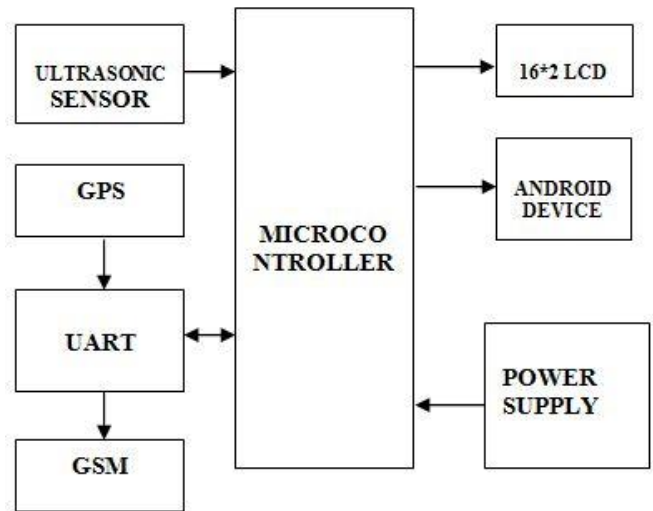 ULTRASONIC
SENSOR
GPS
UART
GSM
MICROCO
NTROLLER
16*2 LCD
ANDROID
DEVICE
POWER
SUPPLY